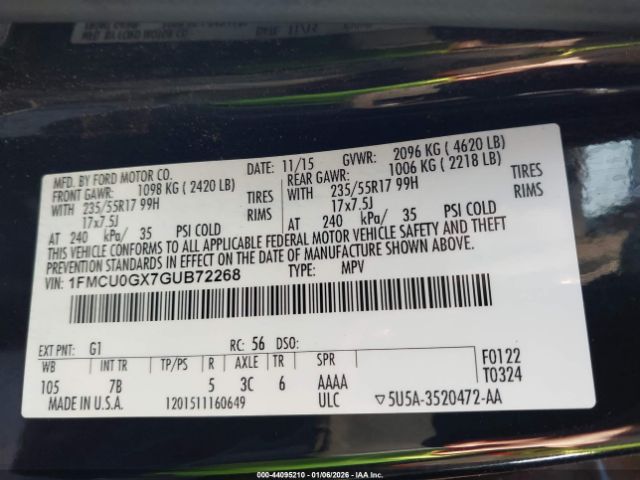 MFD. BY FORD MOTOR CO.
DATE: 11/15
GVWR: 2096 KG ( 4620 LB)
FRONT GAWR: 1098 KG ( 2420 LB)
REAR GAWR: 1006 KG ( 2218 LB)
WITH 235/55R17 99H TIRES
WITH 235/55R17 99H TIRES
17x7.5J RIMS
17x7.5J RIMS
AT 240 kPa/ 35 PSI COLD
AT 240 kPa/ 35 PSI COLD
THIS VEHICLE CONFORMS TO ALL APPLICABLE FEDERAL MOTOR VEHICLE SAFETY AND THEFT
PREVENTION STANDARDS IN EFFECT ON THE DATE OF MANUFACTURE SHOWN ABOVE.
VIN: 1FMCU0GX7GUB72268
TYPE: MPV
EXT PNT: G1 RC: 56 DSO:
WB INT TR TP/PS R AXLE TR SPR
105 7B 5 3C 6 AAAA
F0122
T0324
MADE IN U.S.A. 1201511160649 ULC ▽5U5A-3520472-AA
000-44095210 - 01/06/2026 - IAAI.COM